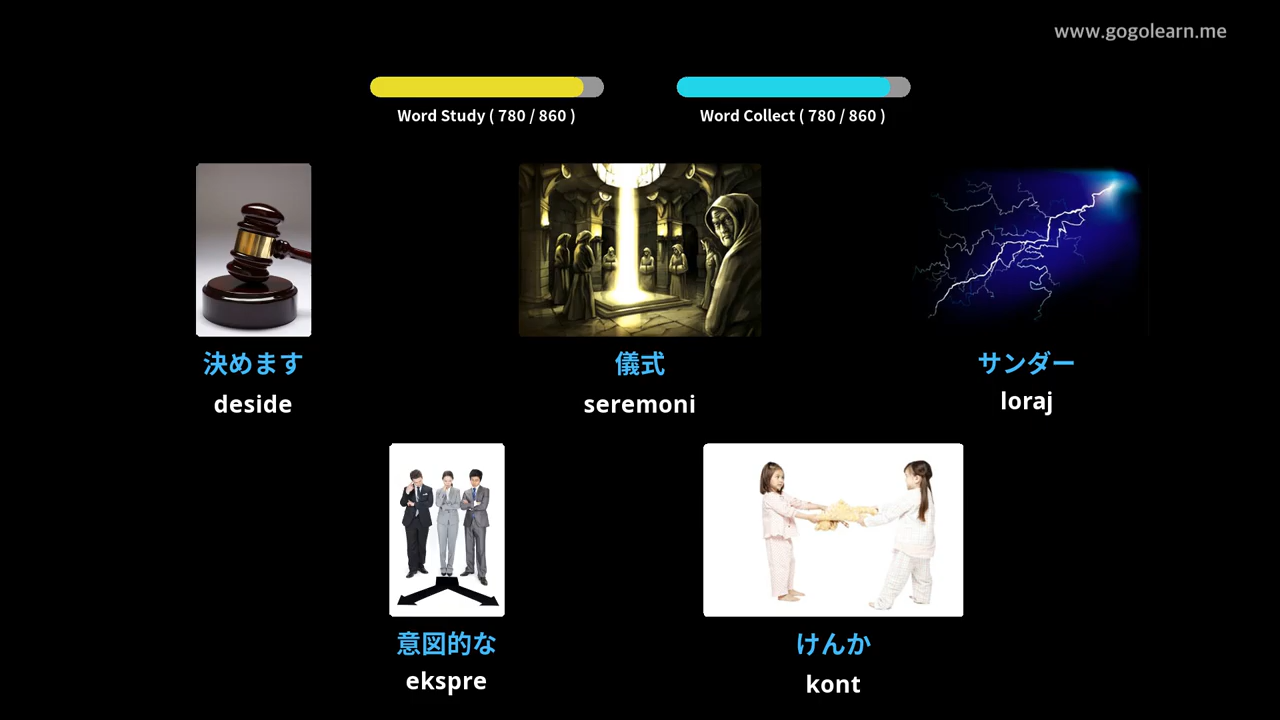 www.gogolearn.me
Word Study ( 780 / 860 )
Word Collect ( 780 / 860 )
決めます
deside
儀式
seremoni
サンダー
loraj
意図的な
ekspre
けんか
kont